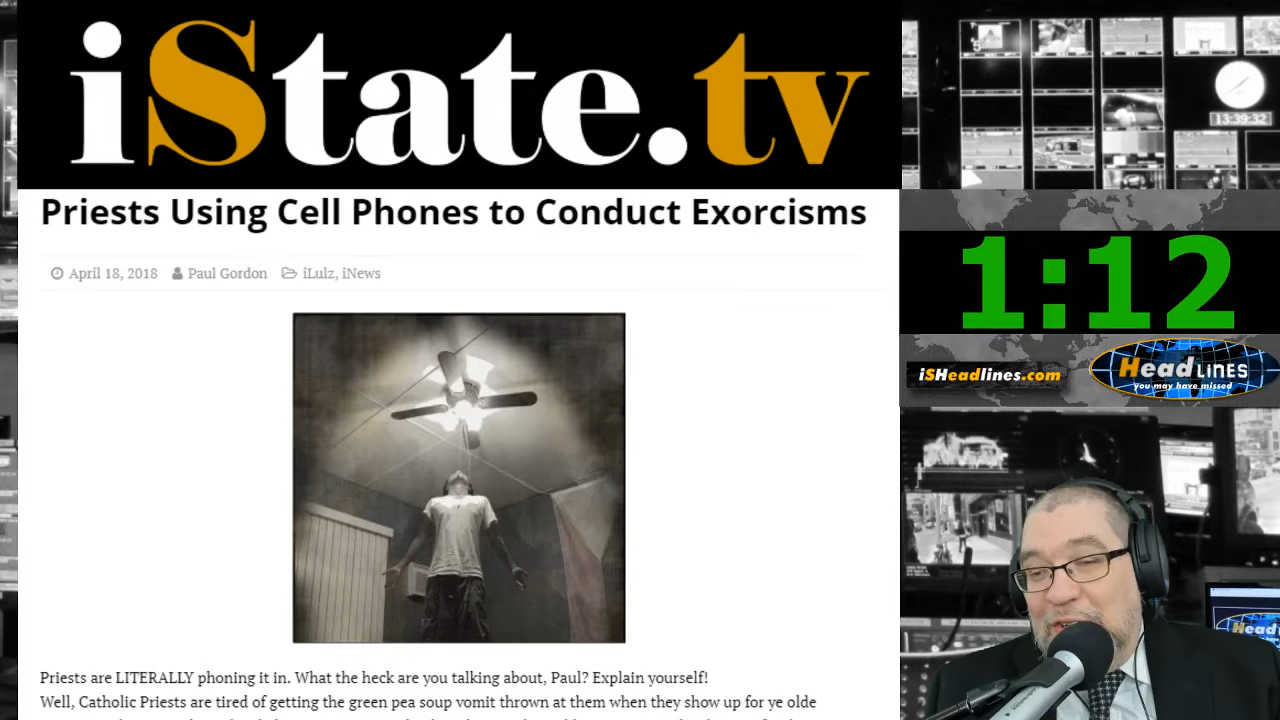 iState.tv
Priests Using Cell Phones to Conduct Exorcisms
April 18, 2018 Paul Gordon iLulz, iNews
Priests are LITERALLY phoning it in. What the heck are you talking about, Paul? Explain yourself!
Well, Catholic Priests are tired of getting the green pea soup vomit thrown at them when they show up for ye olde
13:39:32
1:12
iSHeadlines.com
HeadLINES
you may have missed